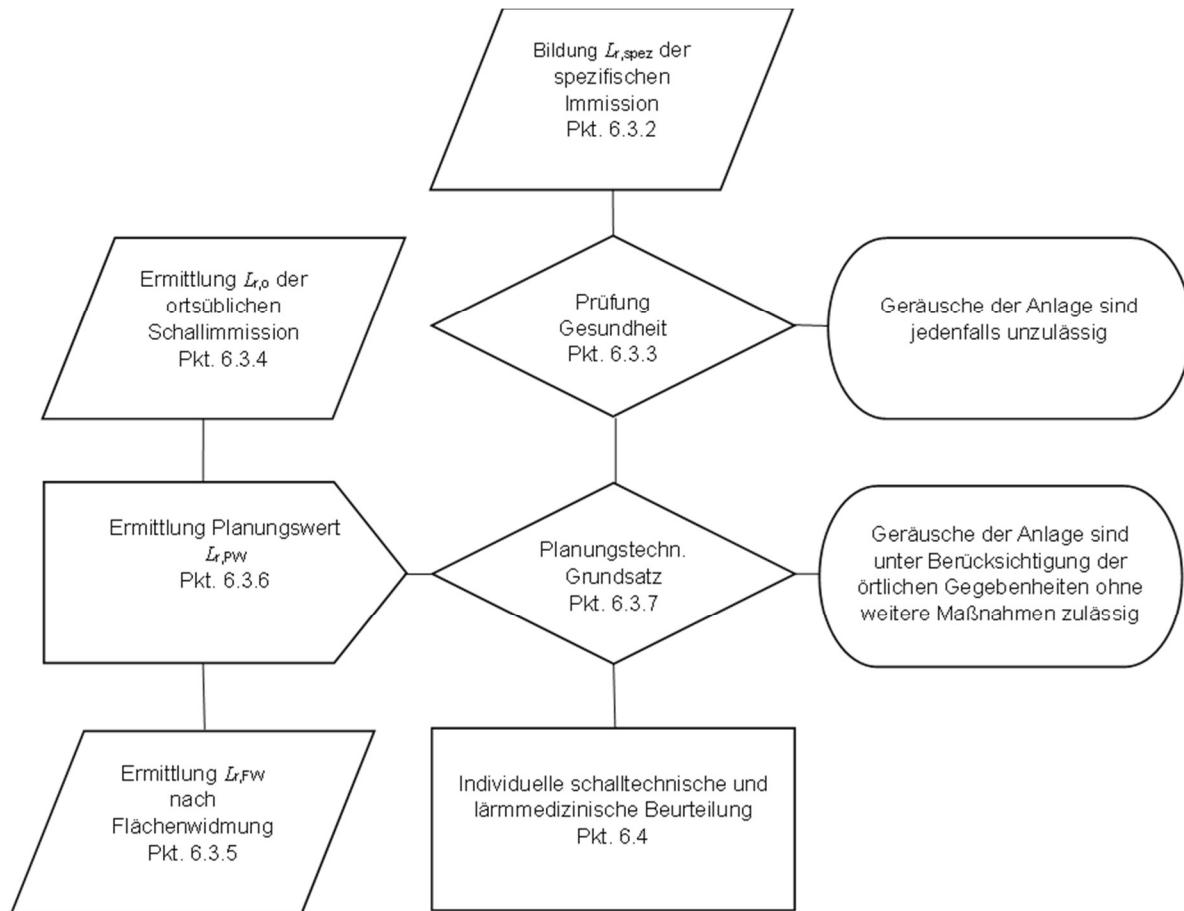 Bildung Lr,spez der
spezifischen
Immission
Pkt. 6.3.2
Ermittlung Lr,o der
ortsüblichen
Schallimmission
Pkt. 6.3.4
Prüfung
Gesundheit
Pkt. 6.3.3
Geräusche der Anlage sind
jedenfalls unzulässig
Ermittlung Planungswert
Lr,PW
Pkt. 6.3.6
Planungstechn.
Grundsatz
Pkt. 6.3.7
Geräusche der Anlage sind
unter Berücksichtigung der
örtlichen Gegebenheiten ohne
weitere Maßnahmen zulässig
Ermittlung Lr,FW
nach
Flächenwidmung
Pkt. 6.3.5
Individuelle schalltechnische und
lärmmedizinische Beurteilung
Pkt. 6.4